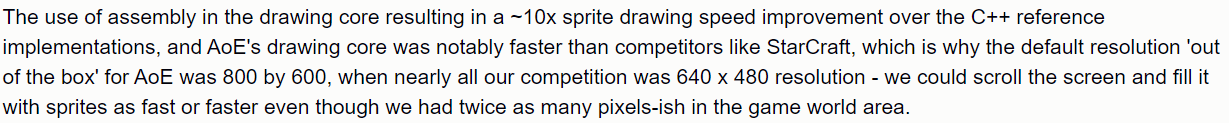 The use of assembly in the drawing core resulting in a ~10x sprite drawing speed improvement over the C++ reference
implementations, and AoE's drawing core was notably faster than competitors like StarCraft, which is why the default resolution 'out
of the box' for AoE was 800 by 600, when nearly all our competition was 640 x 480 resolution - we could scroll the screen and fill it
with sprites as fast or faster even though we had twice as many pixels-ish in the game world area.